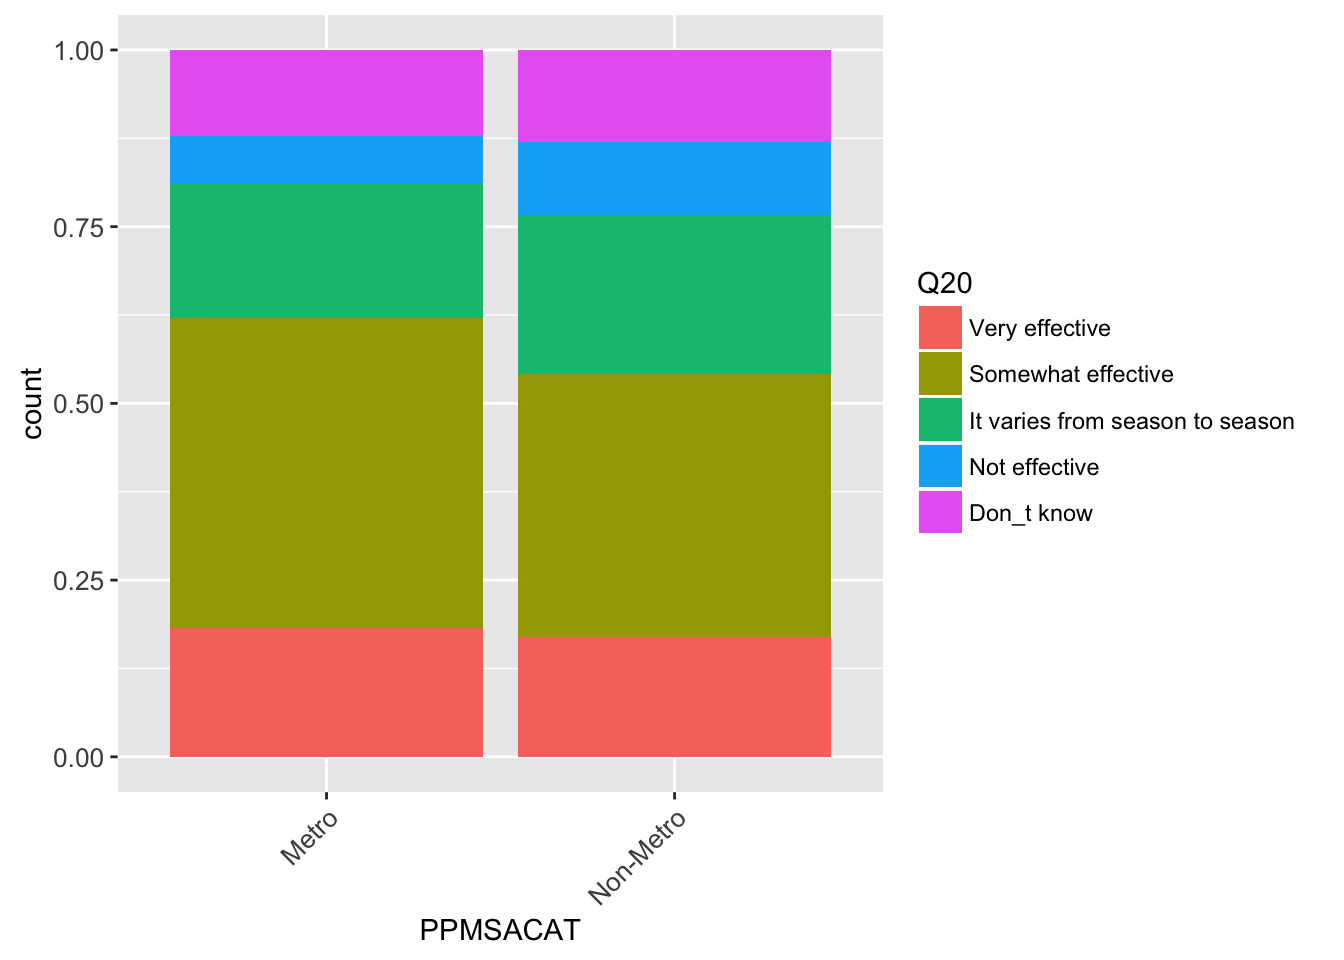 1.00
0.75
0.50
0.25
0.00
count
Metro
Non-Metro
PPMSACAT
Q20
Very effective
Somewhat effective
It varies from season to season
Not effective
Don_t know